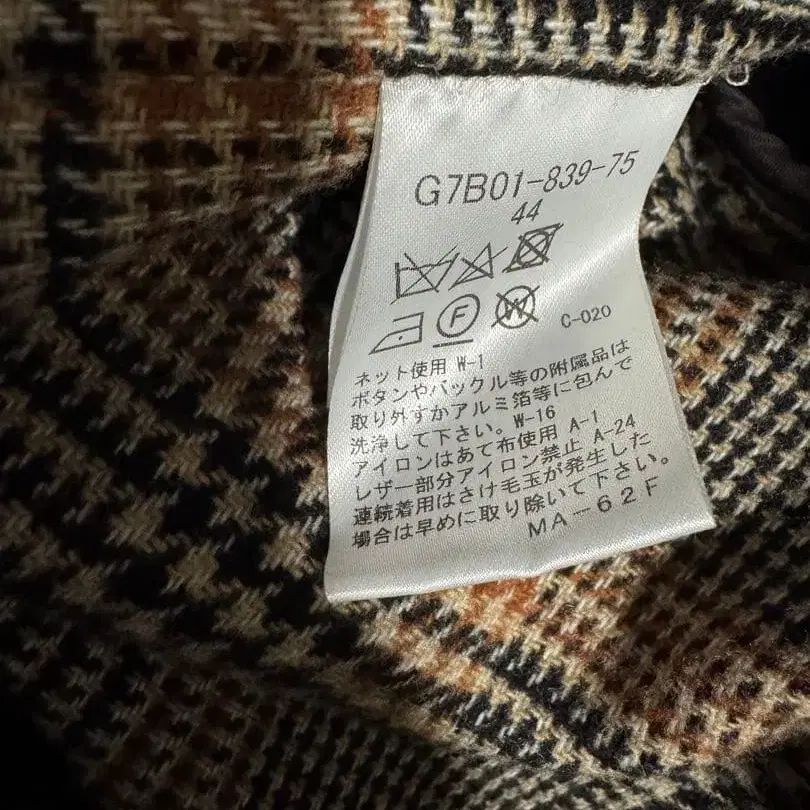 G7B01-839-75
44
F W C-020
ネット使用 W-1
ボタンやバックル等の附属品は
取り外すかアルミ箔等に包んで
洗浄して下さい。W-16
アイロンはあて布使用 A-1
レザー部分アイロン禁止 A-24
連続着用はさけ毛玉が発生した
場合は早めに取り除いて下さい。
MA-62F